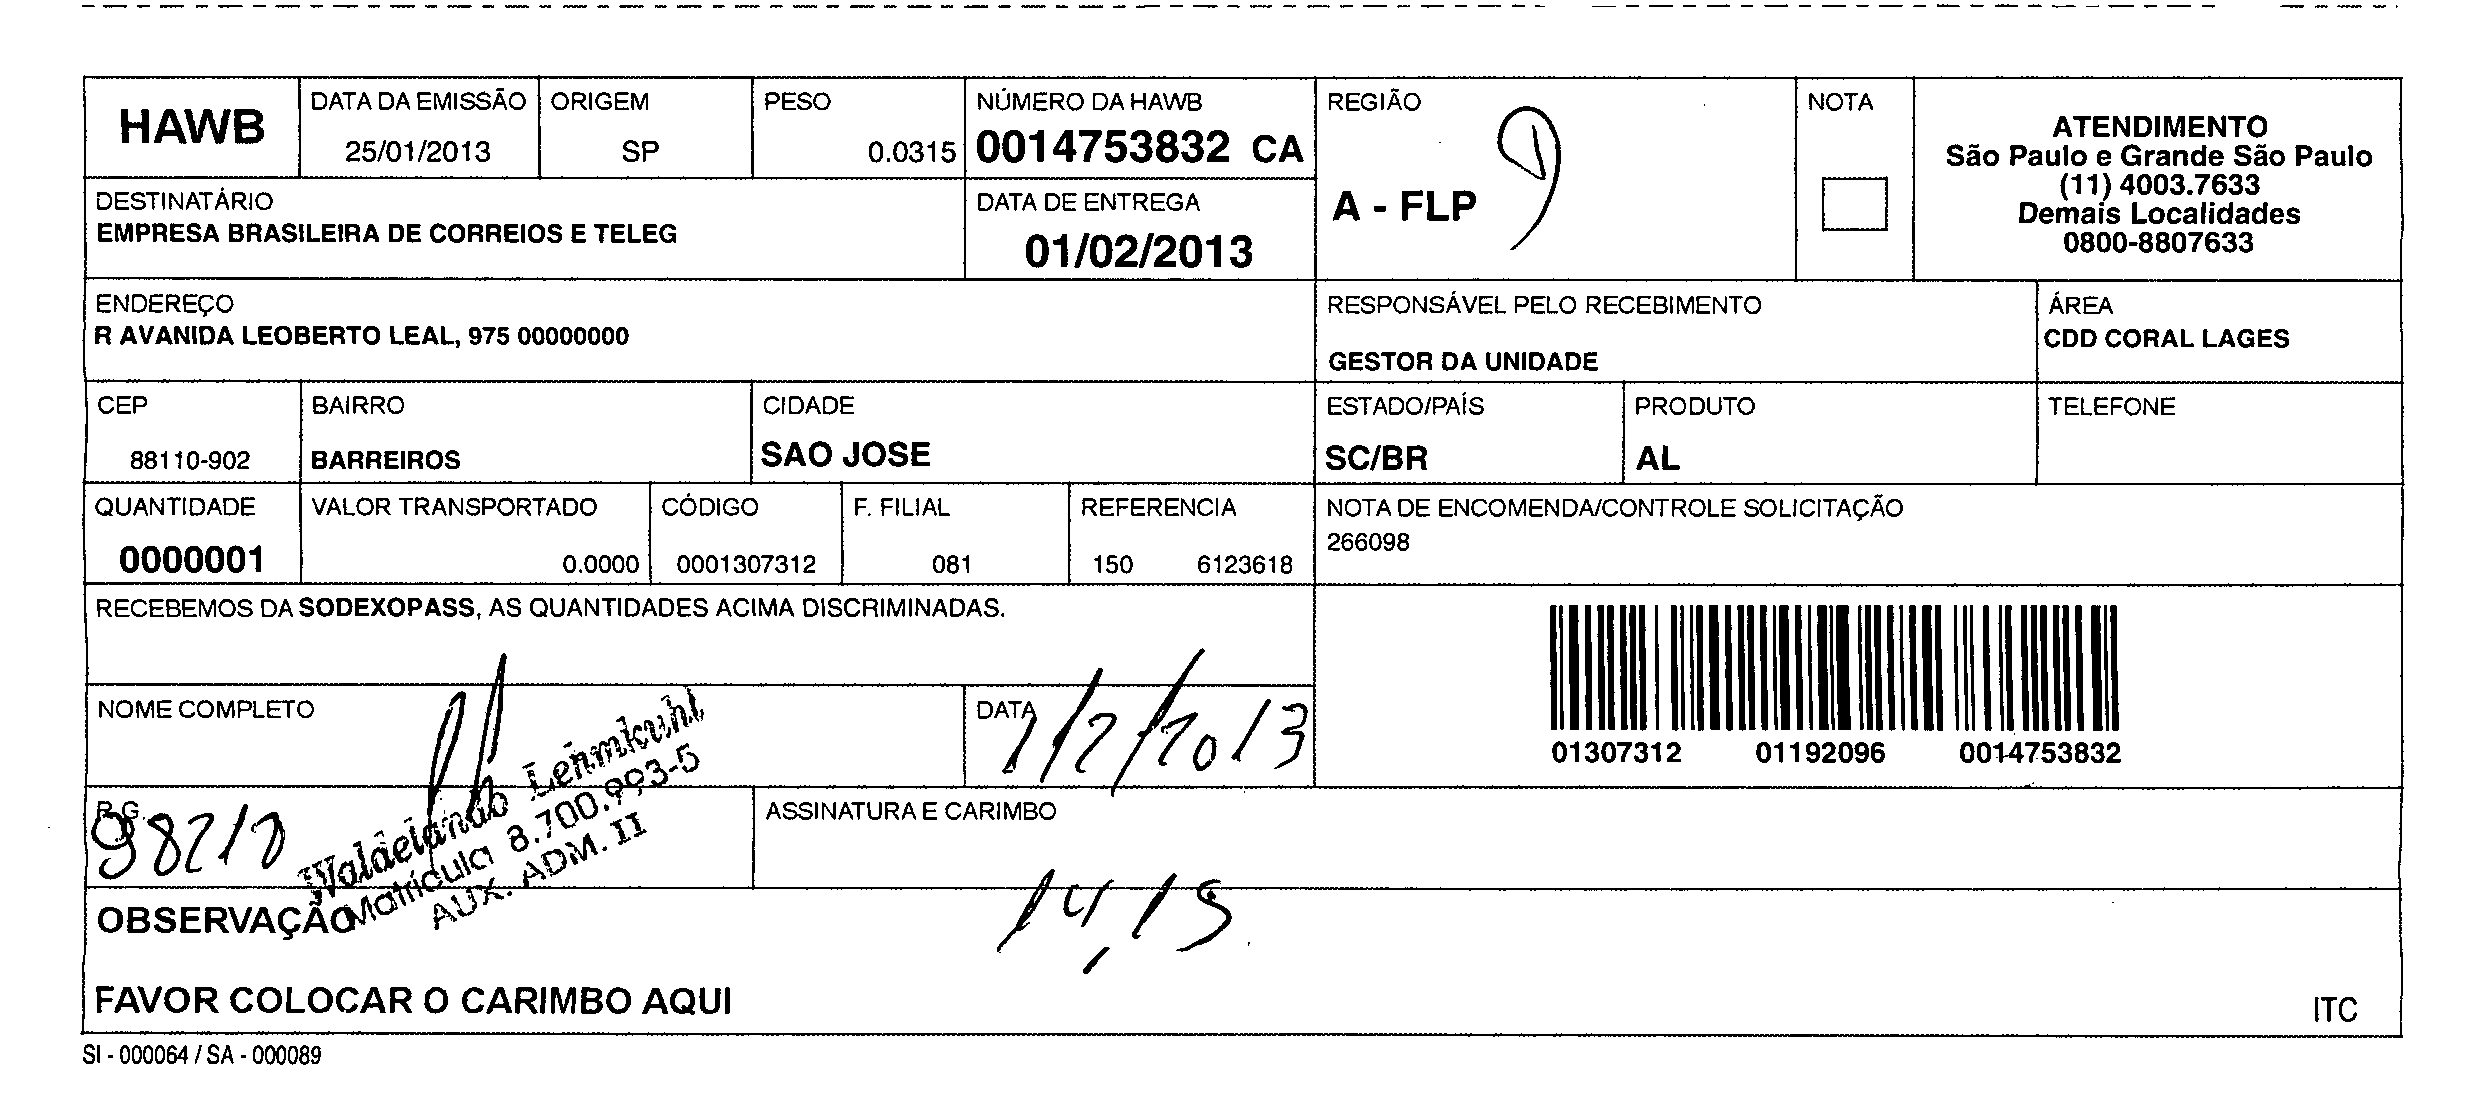 HAWB
DATA DA EMISSÃO
25/01/2013
ORIGEM
SP
PESO
0.0315
NÚMERO DA HAWB
0014753832 CA
REGIÃO
A - FLP
NOTA
ATENDIMENTO
São Paulo e Grande São Paulo
(11) 4003.7633
Demais Localidades
0800-8807633
DESTINATÁRIO
EMPRESA BRASILEIRA DE CORREIOS E TELEG
DATA DE ENTREGA
01/02/2013
ENDEREÇO
R AVANIDA LEOBERTO LEAL, 975 00000000
RESPONSÁVEL PELO RECEBIMENTO
GESTOR DA UNIDADE
ÁREA
CDD CORAL LAGES
CEP
88110-902
BAIRRO
BARREIROS
CIDADE
SAO JOSE
ESTADO/PAÍS
SC/BR
PRODUTO
AL
TELEFONE
QUANTIDADE
0000001
VALOR TRANSPORTADO
0.0000
CÓDIGO
0001307312
F. FILIAL
081
REFERENCIA
150 6123618
NOTA DE ENCOMENDA/CONTROLE SOLICITAÇÃO
266098
RECEBEMOS DA SODEXOPASS, AS QUANTIDADES ACIMA DISCRIMINADAS.
01307312 01192096 0014753832
NOME COMPLETO
DATA
1/2/2013
R.G.
Lehmkuhl
Matrícula 8.700.993-5
AUX. ADM. II
ASSINATURA E CARIMBO
14,15
OBSERVAÇÃO
FAVOR COLOCAR O CARIMBO AQUI
ITC
SI - 000064 / SA - 000089